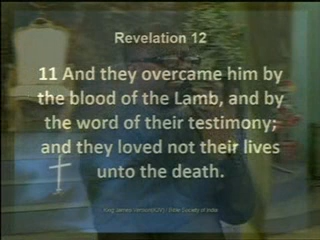 Revelation 12
11 And they overcame him by
the blood of the Lamb, and by
the word of their testimony;
and they loved not their lives
unto the death.
King James Version(KJV) / Bible Society of India